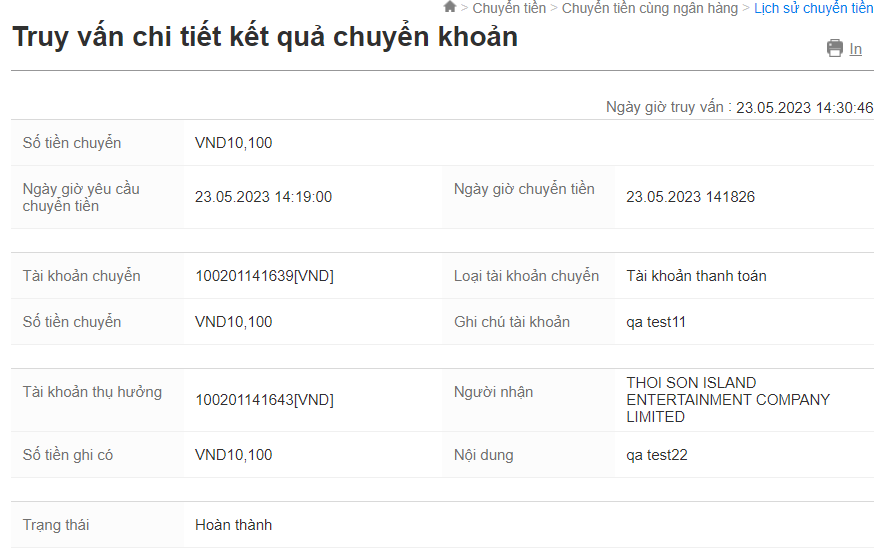 > Chuyển tiền > Chuyển tiền cùng ngân hàng > Lịch sử chuyển tiền
Truy vấn chi tiết kết quả chuyển khoản
In
Ngày giờ truy vấn : 23.05.2023 14:30:46
Số tiền chuyển VND10,100
Ngày giờ yêu cầu
chuyển tiền
23.05.2023 14:19:00
Ngày giờ chuyển tiền
23.05.2023 141826
Tài khoản chuyển 100201141639[VND] Loại tài khoản chuyển Tài khoản thanh toán
Số tiền chuyển VND10,100 Ghi chú tài khoản qa test11
Tài khoản thụ hưởng
100201141643[VND]
Người nhận
THOI SON ISLAND
ENTERTAINMENT COMPANY
LIMITED
Số tiền ghi có VND10,100 Nội dung qa test22
Trạng thái Hoàn thành